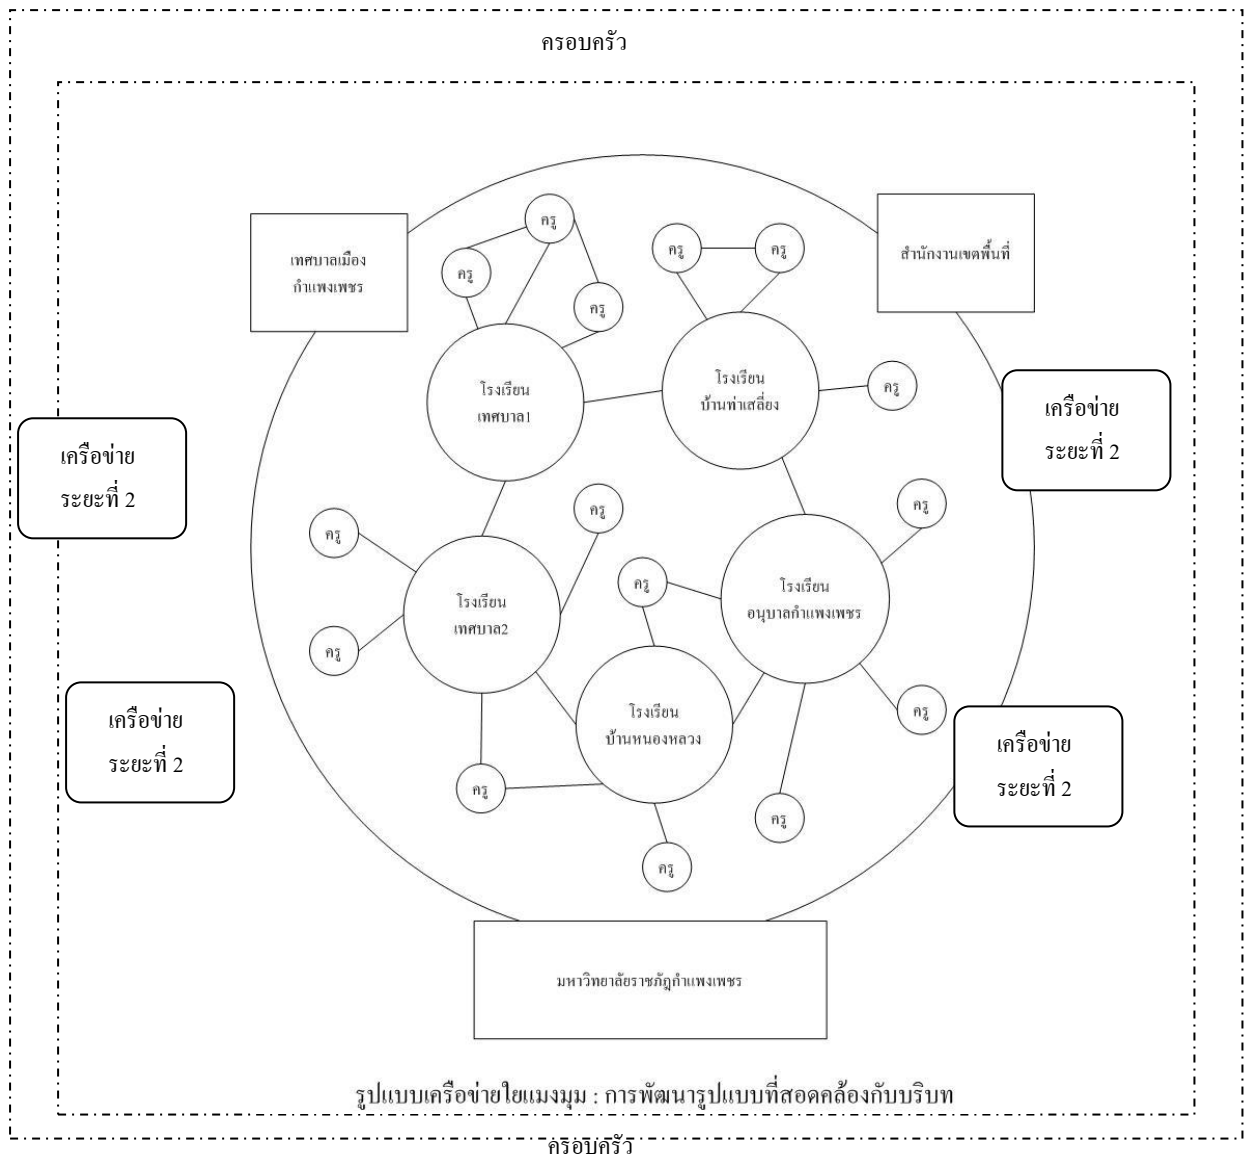 ครอบครัว
ครู
ครู
ครู
ครู
ครู
เทศบาลเมือง
กำแพงเพชร
สำนักงานเขตพื้นที่
โรงเรียน
เทศบาล1
โรงเรียน
บ้านท่าเสลี่ยง
ครู
เครือข่าย
ระยะที่ 2
เครือข่าย
ระยะที่ 2
ครู
ครู
ครู
ครู
โรงเรียน
เทศบาล2
โรงเรียน
อนุบาลกำแพงเพชร
ครู
ครู
โรงเรียน
บ้านหนองหลวง
เครือข่าย
ระยะที่ 2
เครือข่าย
ระยะที่ 2
ครู
ครู
ครู
มหาวิทยาลัยราชภัฎกำแพงเพชร
รูปแบบเครือข่ายใยแมงมุม : การพัฒนารูปแบบที่สอดคล้องกับบริบท
ครอบครัว